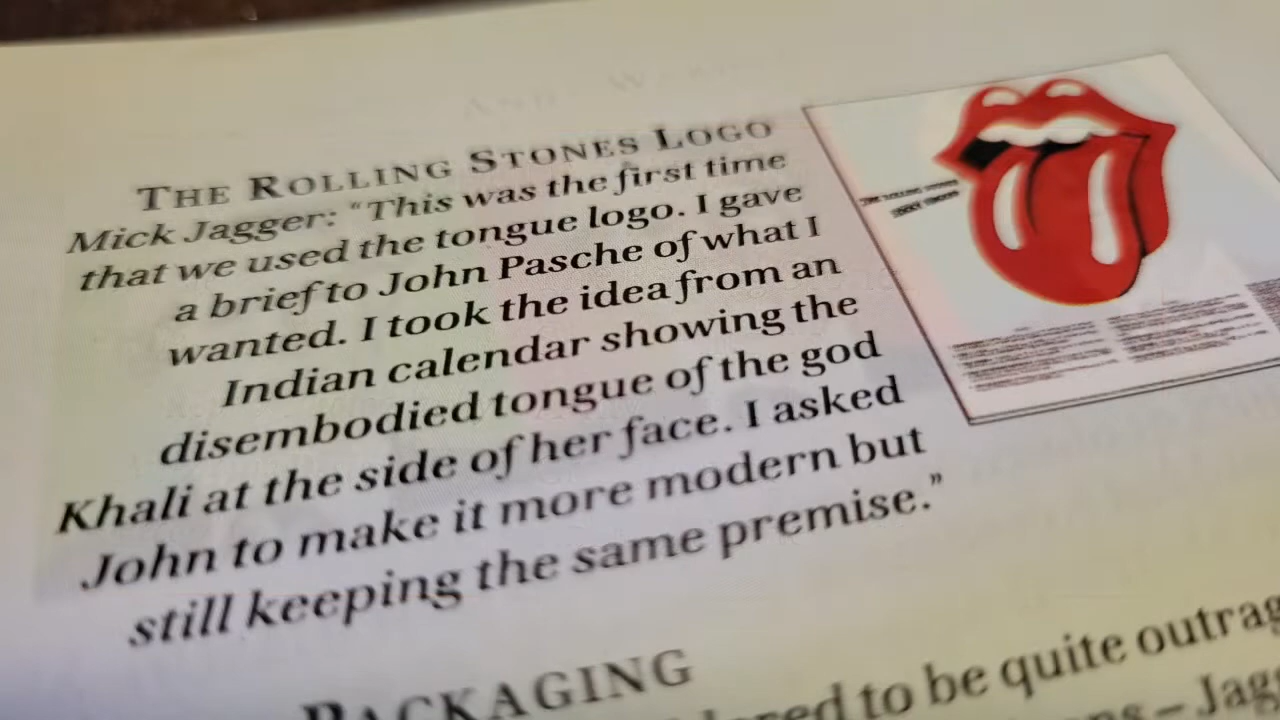 THE ROLLING STONES LOGO
Mick Jagger: “This was the first time
that we used the tongue logo. I gave
a brief to John Pasche of what I
wanted. I took the idea from an
Indian calendar showing the
disembodied tongue of the god
Khali at the side of her face. I asked
John to make it more modern but
still keeping the same premise.”
PACKAGING
to be quite outrag
– Jagg